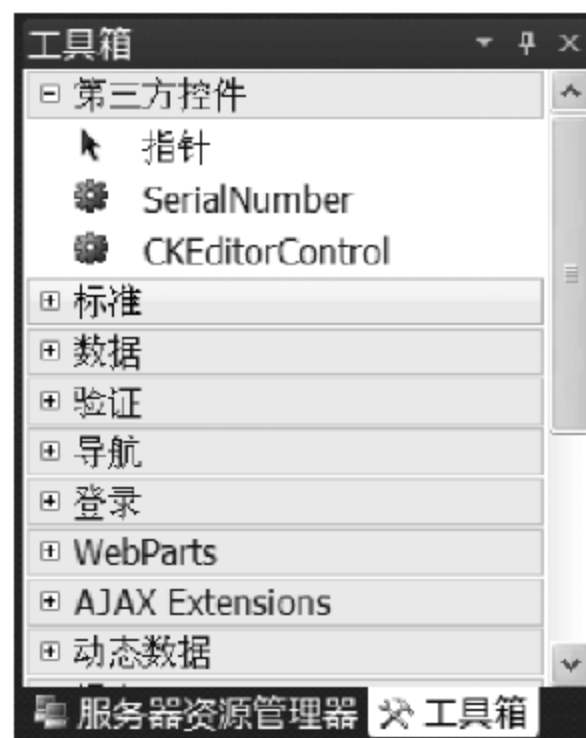 工具箱
第三方控件
指针
SerialNumber
CKEditorControl
标准
数据
验证
导航
登录
WebParts
AJAX Extensions
动态数据
服务器资源管理器 工具箱